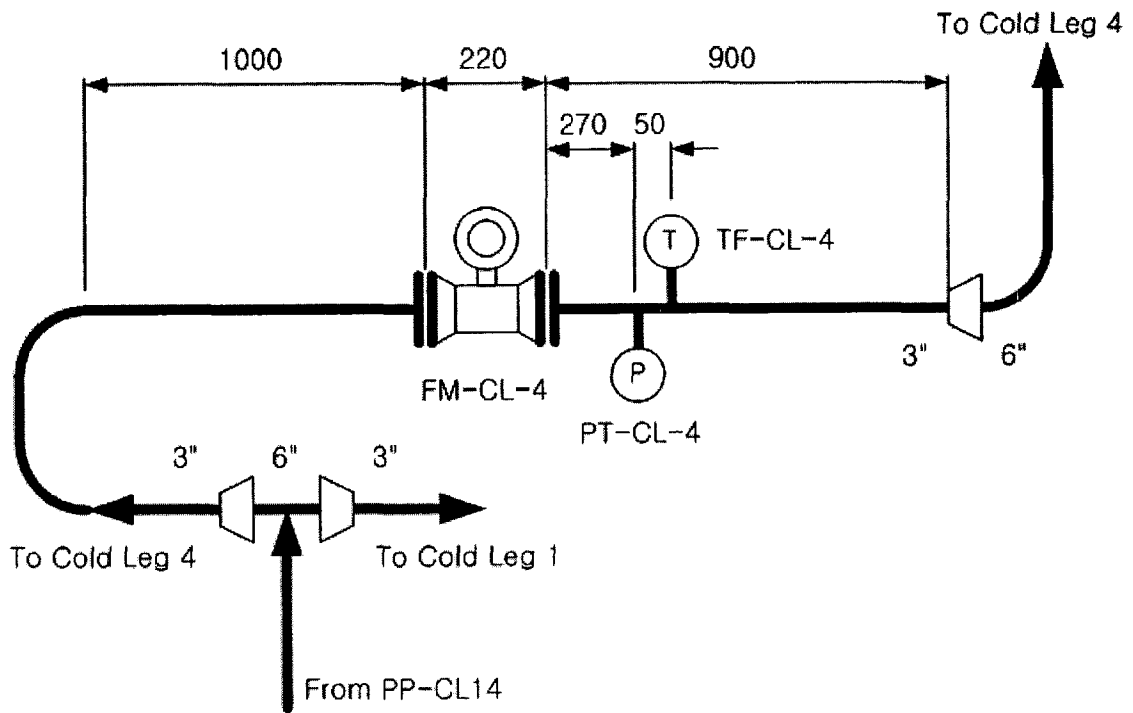 To Cold Leg 4
1000
220
900
270
50
T
TF-CL-4
P
FM-CL-4
PT-CL-4
3"
6"
3"
6"
3"
To Cold Leg 4
To Cold Leg 1
From PP-CL14